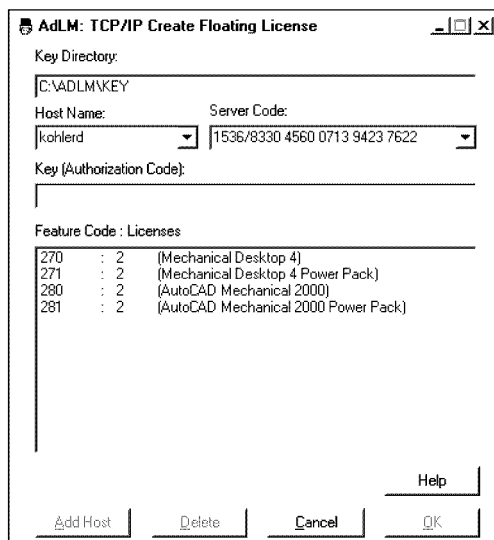 AdLM: TCP/IP Create Floating License
Key Directory:
C:\ADLM\KEY
Host Name: Server Code:
kohlerd 1536/8330 4560 0713 9423 7622
Key (Authorization Code):
Feature Code : Licenses
270 : 2 (Mechanical Desktop 4)
271 : 2 (Mechanical Desktop 4 Power Pack)
280 : 2 (AutoCAD Mechanical 2000)
281 : 2 (AutoCAD Mechanical 2000 Power Pack)
Help
Add Host Delete Cancel OK